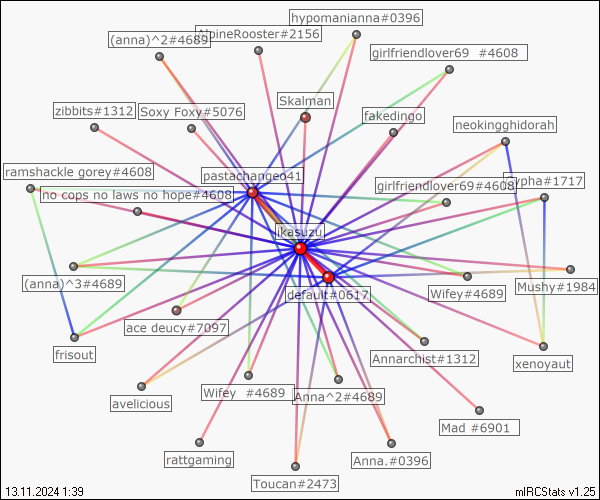 hypomanianna#0396
(anna)^2#4689
AlpineRooster#2156
girlfriendlover69 #4608
Skalman
zibbits#1312
Soxy Foxy#5076
fakedingo
neokingghidorah
ramshackle gorey#4608
pastachangeo41
no cops no laws no hope#4608
girlfriendlover69#4608
Cypha#1717
ikasuzu
(anna)^3#4689
default#0617
Wifey#4689
Mushy#1984
ace deucy#7097
frisout
Annarchist#1312
xenoyaut
avelicious
Wifey #4689
Anna^2#4689
Mad #6901
rattgaming
Anna.#0396
Toucan#2473
13.11.2024 1:39
mIRCStats v1.25